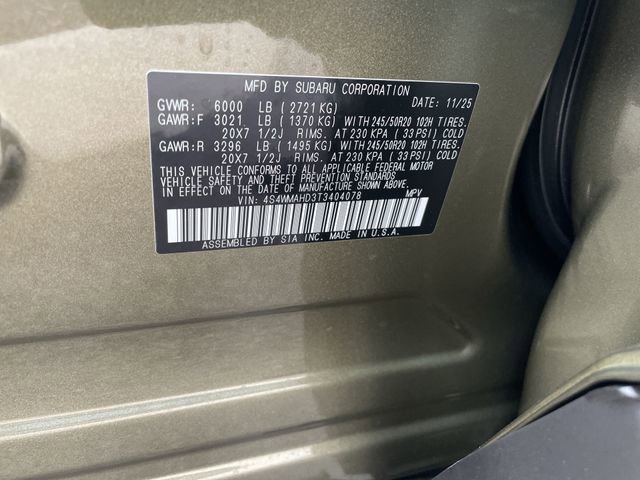 MFD BY SUBARU CORPORATION
GVWR: 6000 LB ( 2721 KG) DATE: 11/25
GAWR:F 3021 LB ( 1370 KG) WITH 245/50R20 102H TIRES.
20X7 1/2J RIMS. AT 230 KPA ( 33 PSI) COLD
GAWR:R 3296 LB ( 1495 KG) WITH 245/50R20 102H TIRES.
20X7 1/2J RIMS. AT 230 KPA ( 33 PSI) COLD
THIS VEHICLE CONFORMS TO ALL APPLICABLE FEDERAL MOTOR
VEHICLE SAFETY AND THEFT PREVENTION STANDARDS
IN EFFECT ON THE DATE OF MANUFACTURE SHOWN ABOVE.
VIN: 4S4WMAHD3T3404078 MPV
ASSEMBLED BY SIA INC. MADE IN U.S.A.